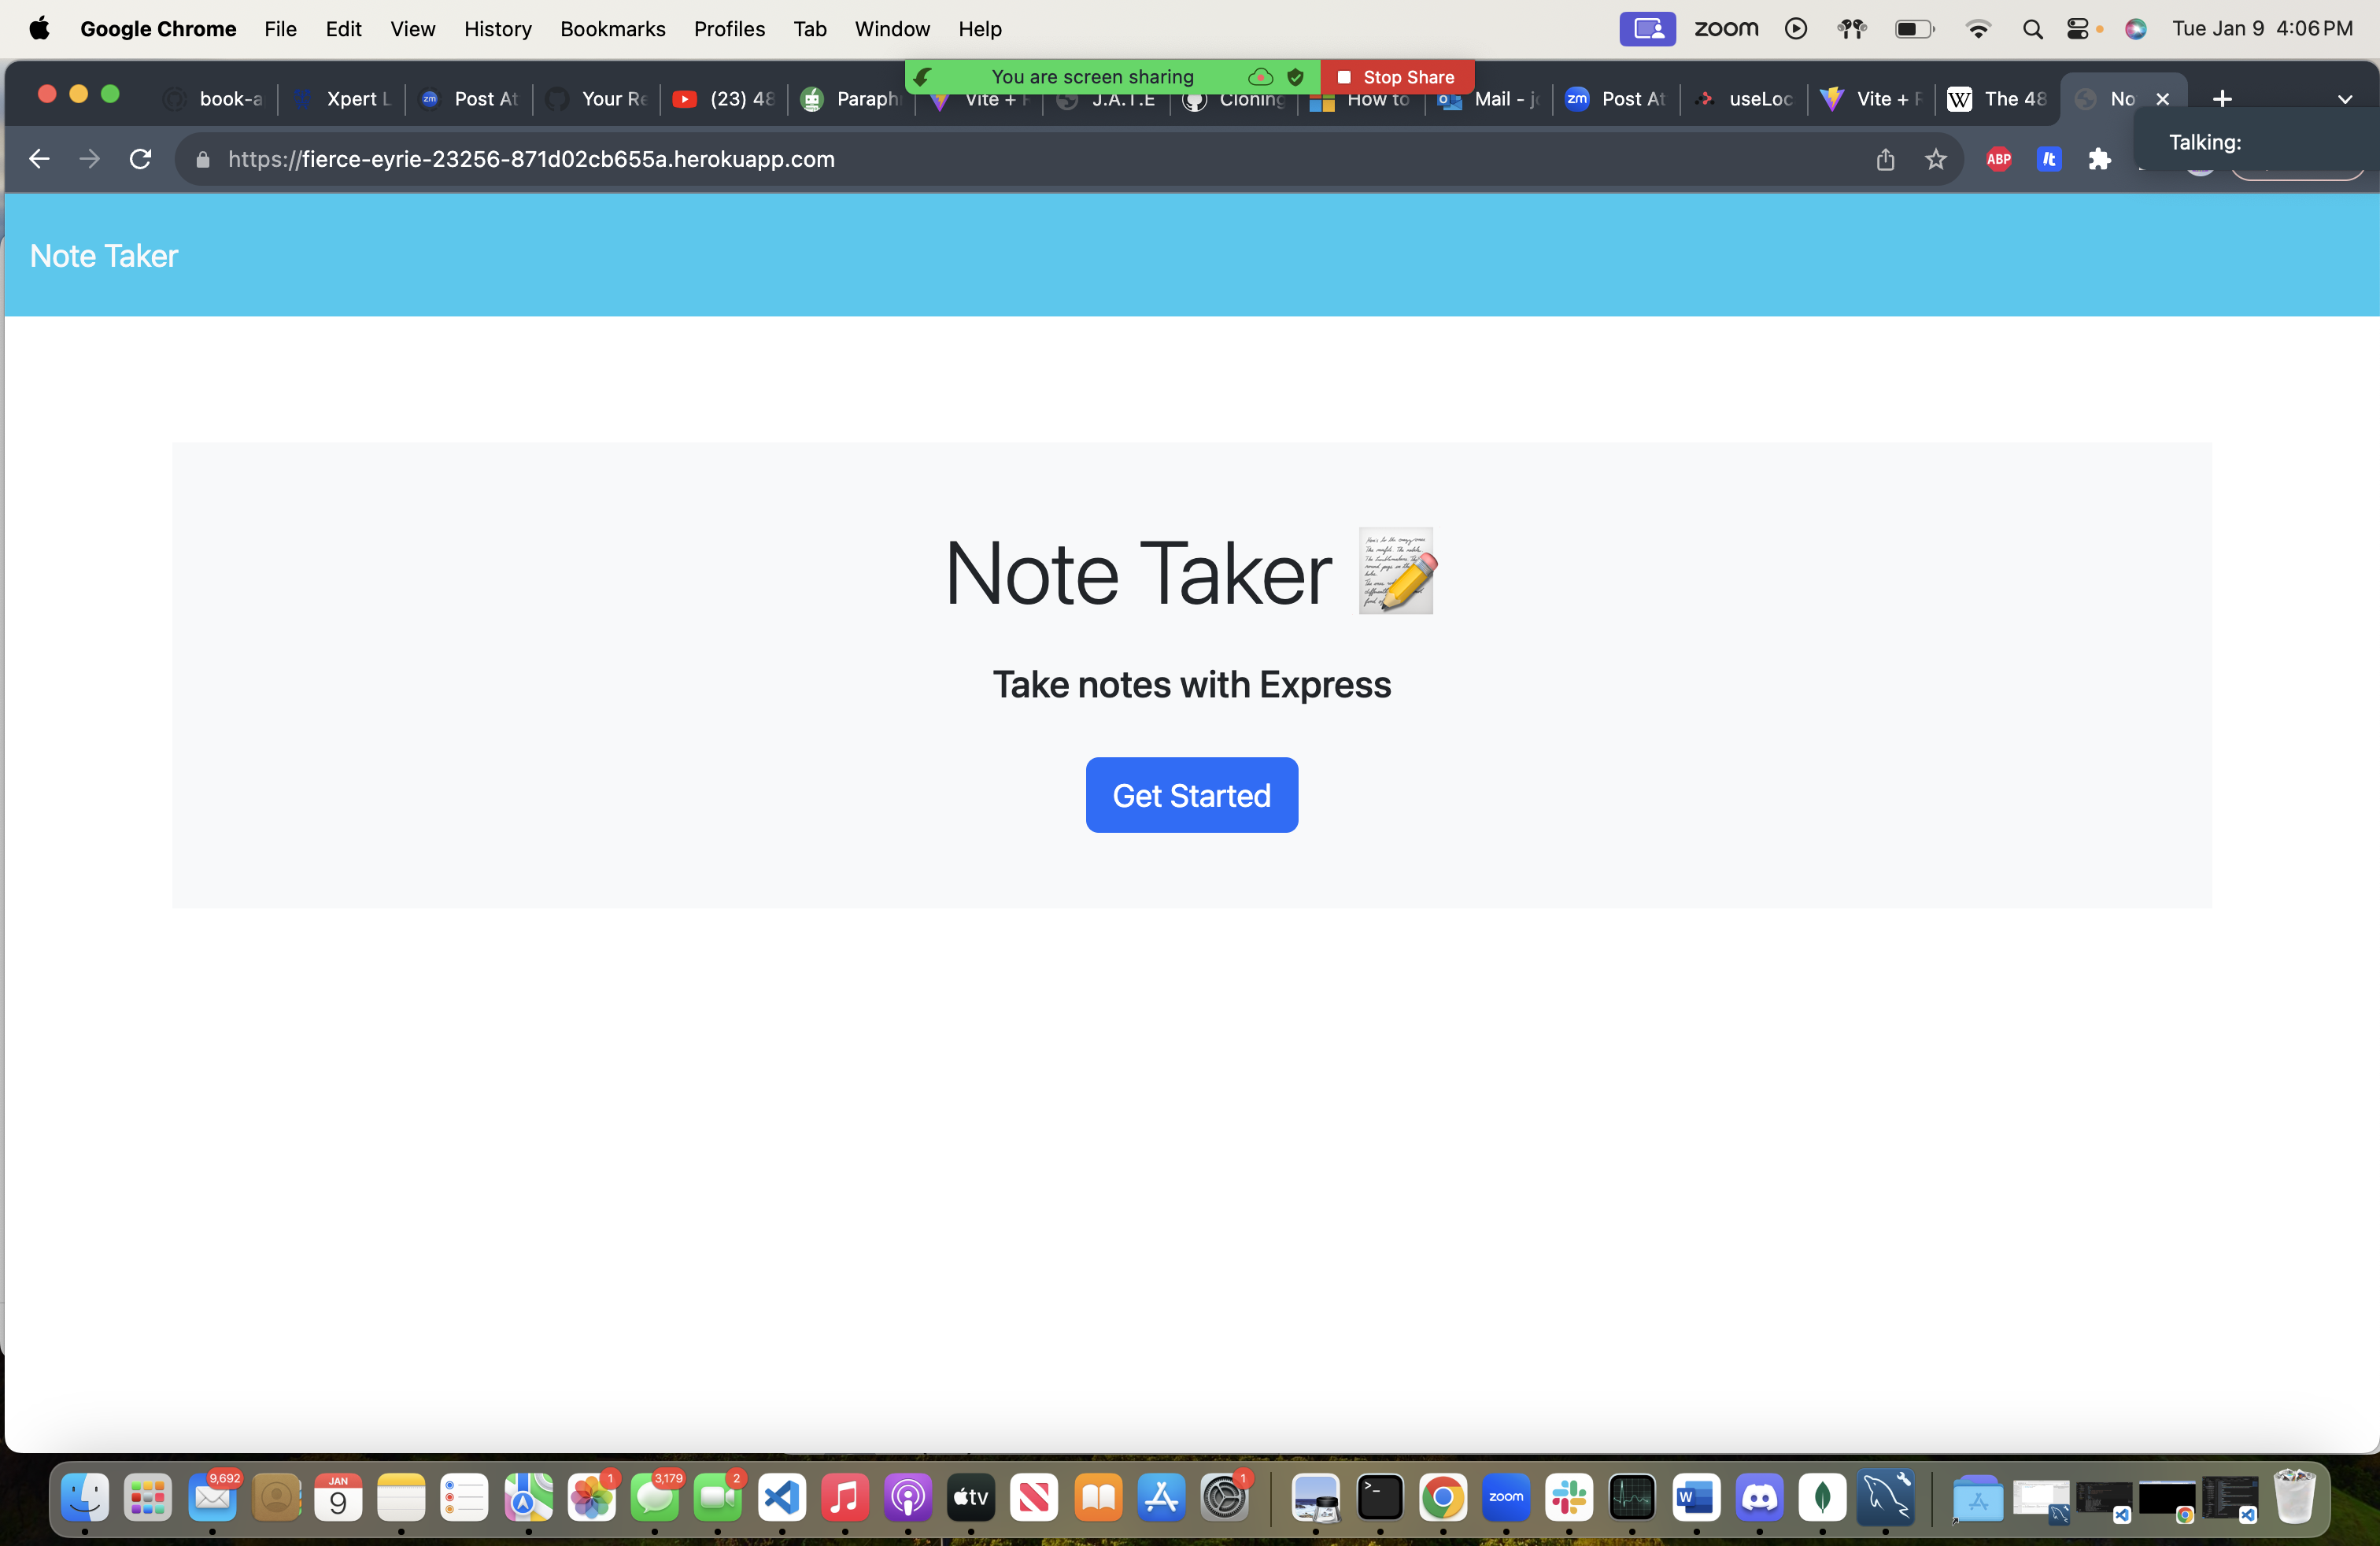 Google Chrome File Edit View History Bookmarks Profiles Tab Window Help zoom Tue Jan 9 4:06 PM
You are screen sharing Stop Share
book-a Xpert L Post At Your Re (23) 48 Paraph Vite + J.A.T.E Cloning How to Mail - Post At useLoc Vite + The 48 No
https://fierce-eyrie-23256-871d02cb655a.herokuapp.com ABP Talking:
Note Taker
Note Taker
Take notes with Express
Get Started
9,692 JAN 9 1 3,179 2 tv 1 zoom W